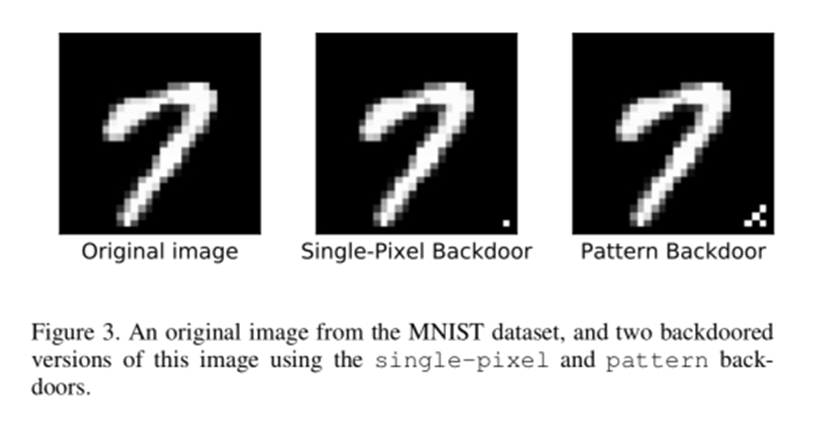 Original image
Single-Pixel Backdoor
Pattern Backdoor
Figure 3. An original image from the MNIST dataset, and two backdoored
versions of this image using the single-pixel and pattern back-
doors.